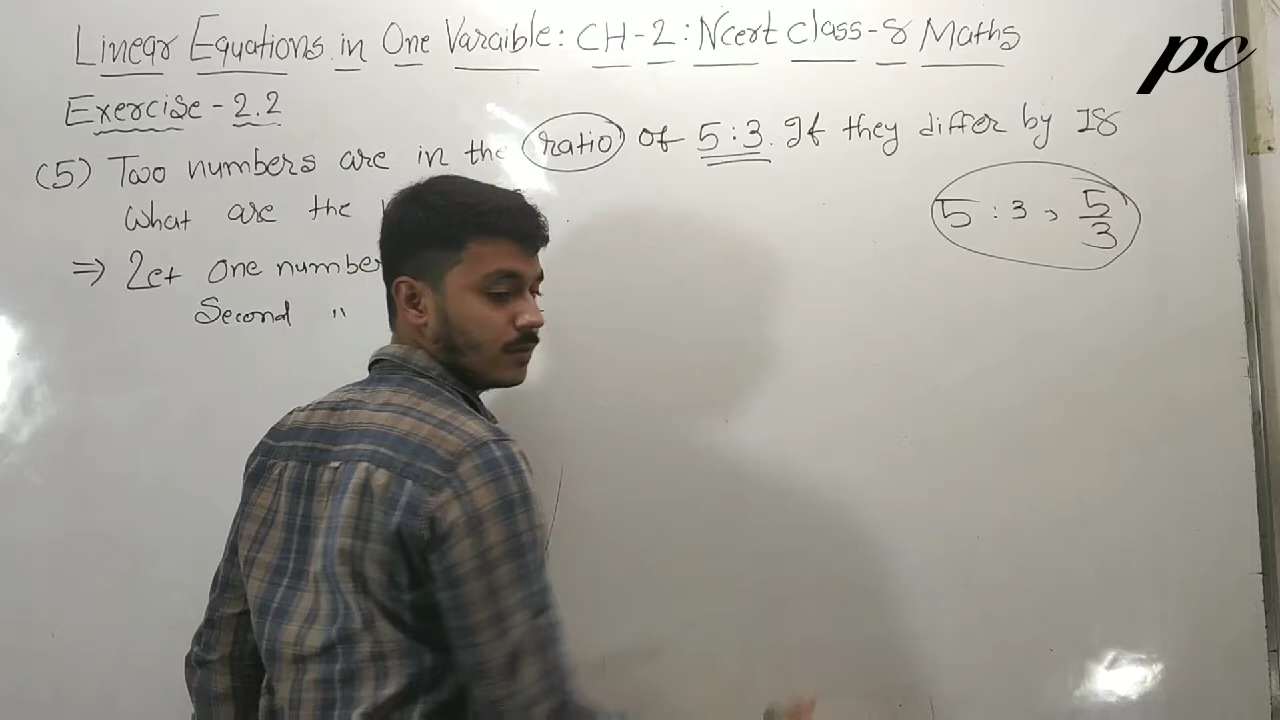 Linear Equations in One Varaible: CH-2: Ncert Class-8 Maths
Exercise - 2.2
(5) Two numbers are in the ratio of 5:3. If they differ by 18
What are the
⇒ Let One number
Second "
5 : 3 , 5/3
pc